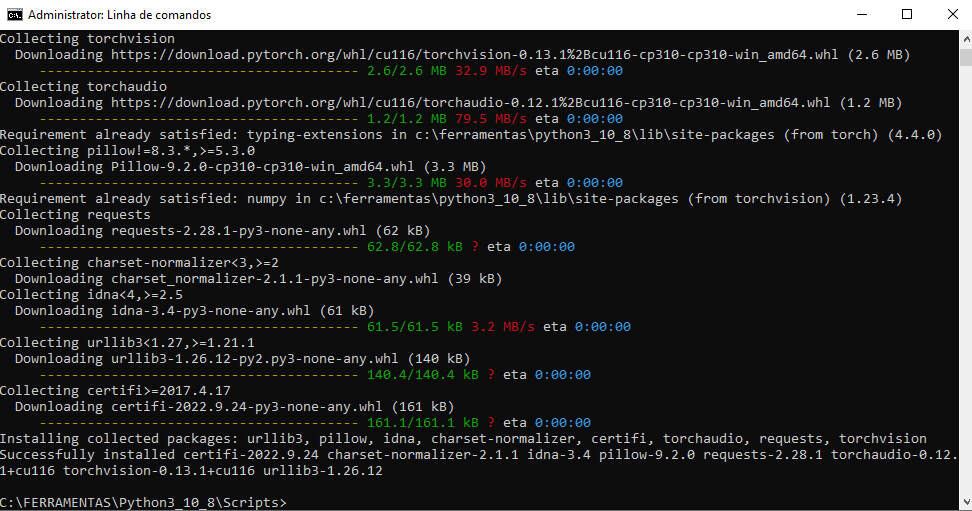 Administrator: Linha de comandos
Collecting torchvision
  Downloading https://download.pytorch.org/whl/cu116/torchvision-0.13.1%2Bcu116-cp310-cp310-win_amd64.whl (2.6 MB)
     ---------------------------------------- 2.6/2.6 MB 32.9 MB/s eta 0:00:00
Collecting torchaudio
  Downloading https://download.pytorch.org/whl/cu116/torchaudio-0.12.1%2Bcu116-cp310-cp310-win_amd64.whl (1.2 MB)
     ---------------------------------------- 1.2/1.2 MB 79.5 MB/s eta 0:00:00
Requirement already satisfied: typing-extensions in c:\ferramentas\python3_10_8\lib\site-packages (from torch) (4.4.0)
Collecting pillow!=8.3.*,>=5.3.0
  Downloading Pillow-9.2.0-cp310-cp310-win_amd64.whl (3.3 MB)
     ---------------------------------------- 3.3/3.3 MB 30.0 MB/s eta 0:00:00
Requirement already satisfied: numpy in c:\ferramentas\python3_10_8\lib\site-packages (from torchvision) (1.23.4)
Collecting requests
  Downloading requests-2.28.1-py3-none-any.whl (62 kB)
     ---------------------------------------- 62.8/62.8 kB ? eta 0:00:00
Collecting charset-normalizer<3,>=2
  Downloading charset_normalizer-2.1.1-py3-none-any.whl (39 kB)
Collecting idna<4,>=2.5
  Downloading idna-3.4-py3-none-any.whl (61 kB)
     ---------------------------------------- 61.5/61.5 kB 3.2 MB/s eta 0:00:00
Collecting urllib3<1.27,>=1.21.1
  Downloading urllib3-1.26.12-py2.py3-none-any.whl (140 kB)
     ---------------------------------------- 140.4/140.4 kB ? eta 0:00:00
Collecting certifi>=2017.4.17
  Downloading certifi-2022.9.24-py3-none-any.whl (161 kB)
     ---------------------------------------- 161.1/161.1 kB ? eta 0:00:00
Installing collected packages: urllib3, pillow, idna, charset-normalizer, certifi, torchaudio, requests, torchvision
Successfully installed certifi-2022.9.24 charset-normalizer-2.1.1 idna-3.4 pillow-9.2.0 requests-2.28.1 torchaudio-0.12.
1+cu116 torchvision-0.13.1+cu116 urllib3-1.26.12
C:\FERRAMENTAS\Python3_10_8\Scripts>